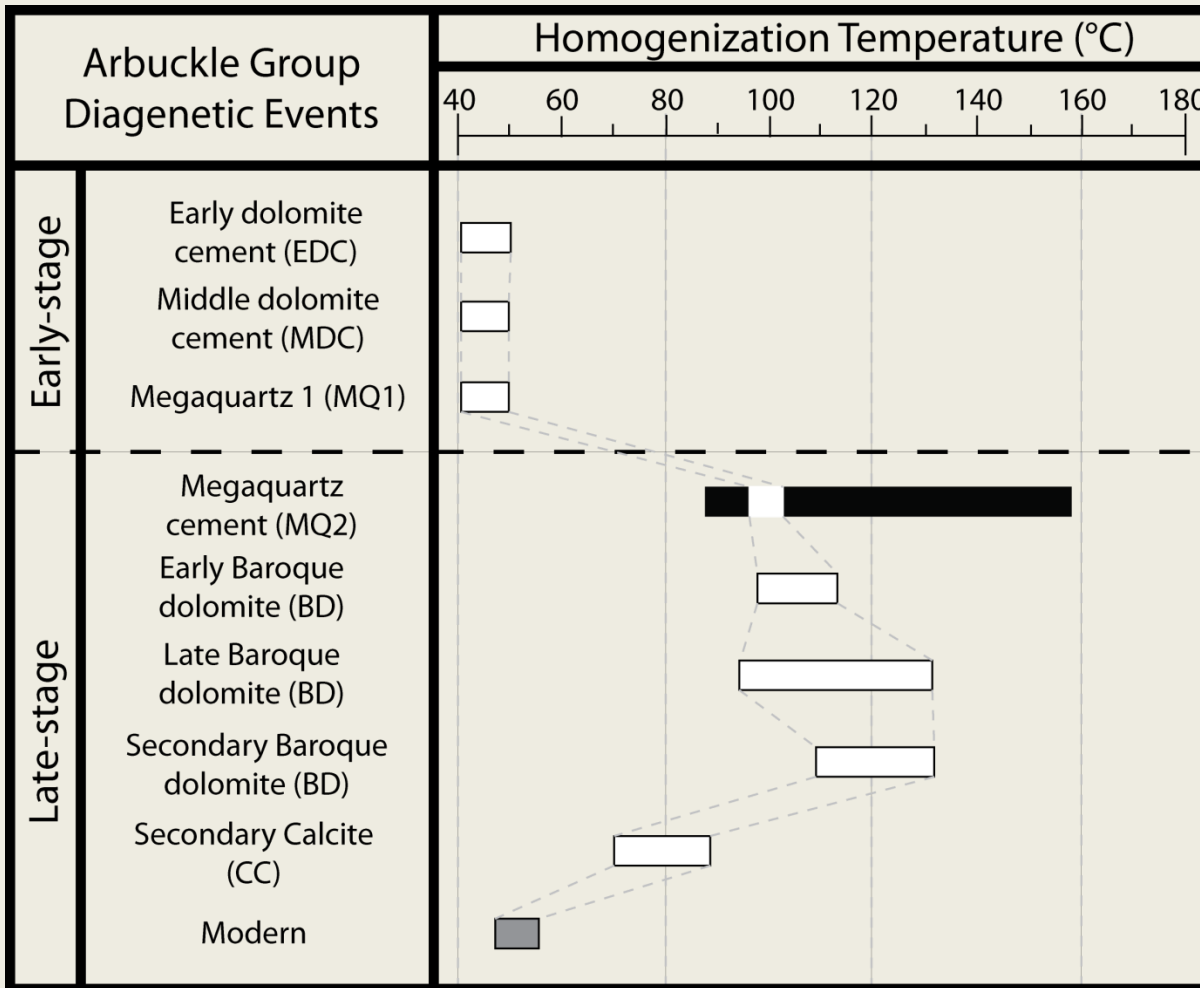 Arbuckle Group
Diagenetic Events
Homogenization Temperature (°C)
40 60 80 100 120 140 160 180
Early-stage
Early dolomite
cement (EDC)
Middle dolomite
cement (MDC)
Megaquartz 1 (MQ1)
Late-stage
Megaquartz
cement (MQ2)
Early Baroque
dolomite (BD)
Late Baroque
dolomite (BD)
Secondary Baroque
dolomite (BD)
Secondary Calcite
(CC)
Modern